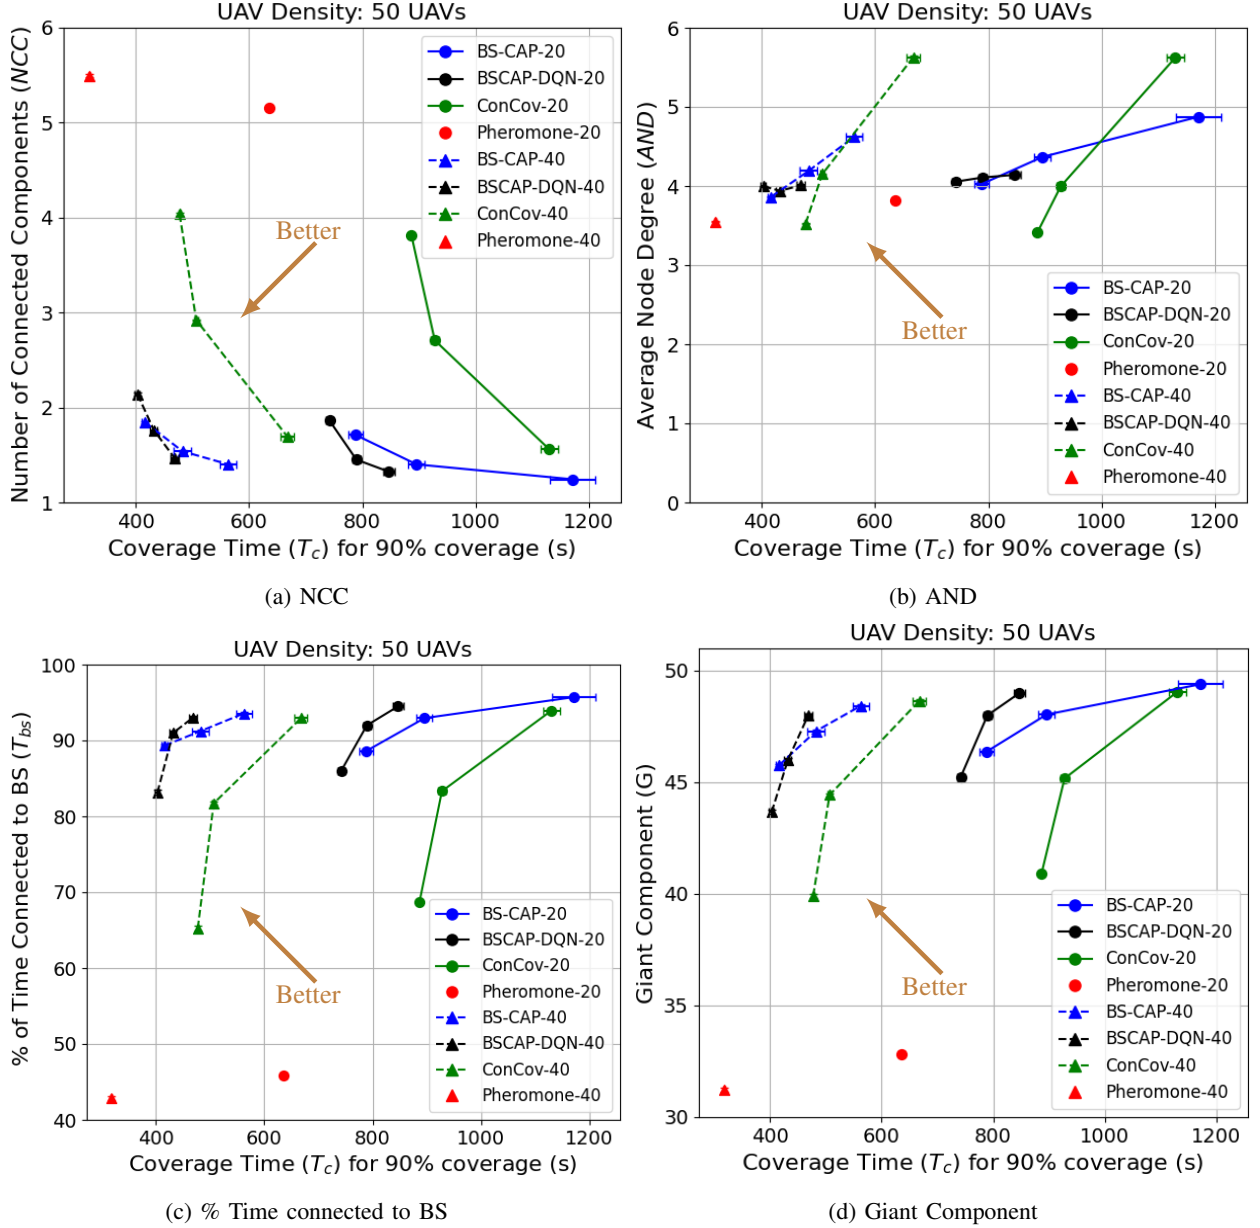 UAV Density: 50 UAVs
Number of Connected Components (NCC)
6
5
4
3
2
1
400 600 800 1000 1200
Coverage Time (Tc) for 90% coverage (s)
BS-CAP-20
BSCAP-DQN-20
ConCov-20
Pheromone-20
BS-CAP-40
BSCAP-DQN-40
ConCov-40
Pheromone-40
Better
(a) NCC
UAV Density: 50 UAVs
Average Node Degree (AND)
6
5
4
3
2
1
0
400 600 800 1000 1200
Coverage Time (Tc) for 90% coverage (s)
Better
BS-CAP-20
BSCAP-DQN-20
ConCov-20
Pheromone-20
BS-CAP-40
BSCAP-DQN-40
ConCov-40
Pheromone-40
(b) AND
UAV Density: 50 UAVs
% of Time Connected to BS (Tbs)
100
90
80
70
60
50
40
400 600 800 1000 1200
Coverage Time (Tc) for 90% coverage (s)
Better
BS-CAP-20
BSCAP-DQN-20
ConCov-20
Pheromone-20
BS-CAP-40
BSCAP-DQN-40
ConCov-40
Pheromone-40
(c) % Time connected to BS
UAV Density: 50 UAVs
Giant Component (G)
50
45
40
35
30
400 600 800 1000 1200
Coverage Time (Tc) for 90% coverage (s)
Better
BS-CAP-20
BSCAP-DQN-20
ConCov-20
Pheromone-20
BS-CAP-40
BSCAP-DQN-40
ConCov-40
Pheromone-40
(d) Giant Component